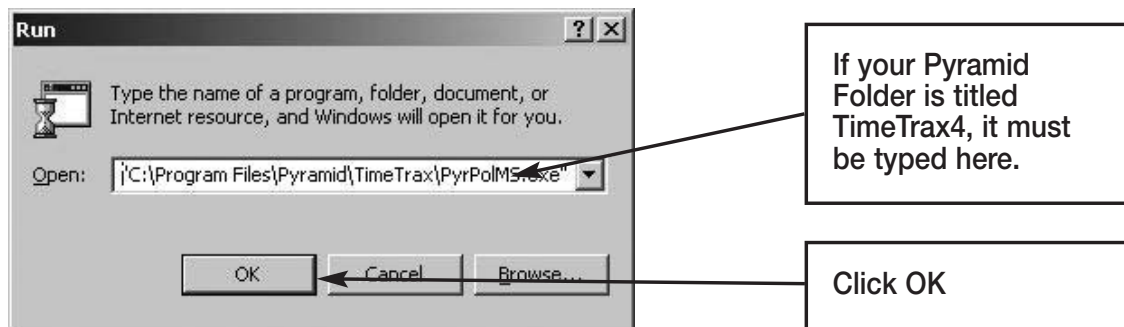 Run
Type the name of a program, folder, document, or
Internet resource, and Windows will open it for you.
Open: "C:\Program Files\Pyramid\TimeTrax\PyrPolMS.exe"
OK Cancel Browse...
If your Pyramid
Folder is titled
TimeTrax4, it must
be typed here.
Click OK